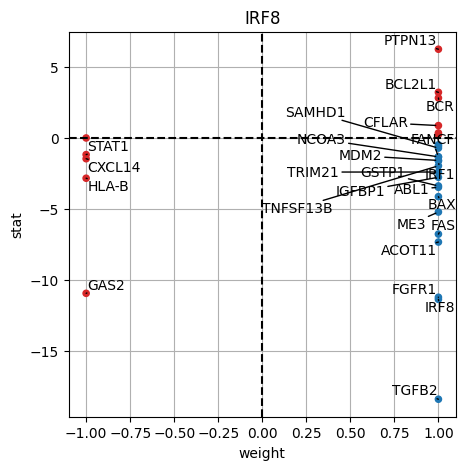 IRF8
PTPN13
5
BCL2L1
BCR
SAMHD1
CFLAR
0
NCOA3
FANCF
STAT1
MDM2
CXCL14
TRIM21
GSTP1
IRF1
HLA-B
IGFBP1
ABL1
stat
−5
TNFSF13B
BAX
ME3
FAS
ACOT11
−10
GAS2
FGFR1
IRF8
−15
TGFB2
−1.00 −0.75 −0.50 −0.25 0.00 0.25 0.50 0.75 1.00
weight